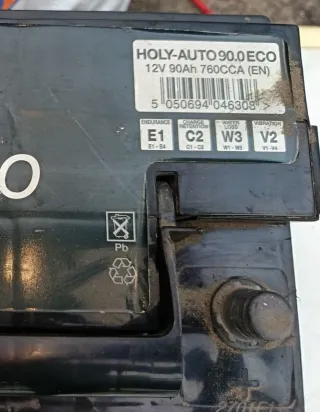 HOLY-AUTO 90.0 ECO
12V 90Ah 760CCA (EN)
5 050694 046308 >
ENDURANCE CHARGE RETENTION WATER LOSS VIBRATION
E1 C2 W3 V2
E1-E4 C1-C2 W1-W5 V1-V4
O
Pb